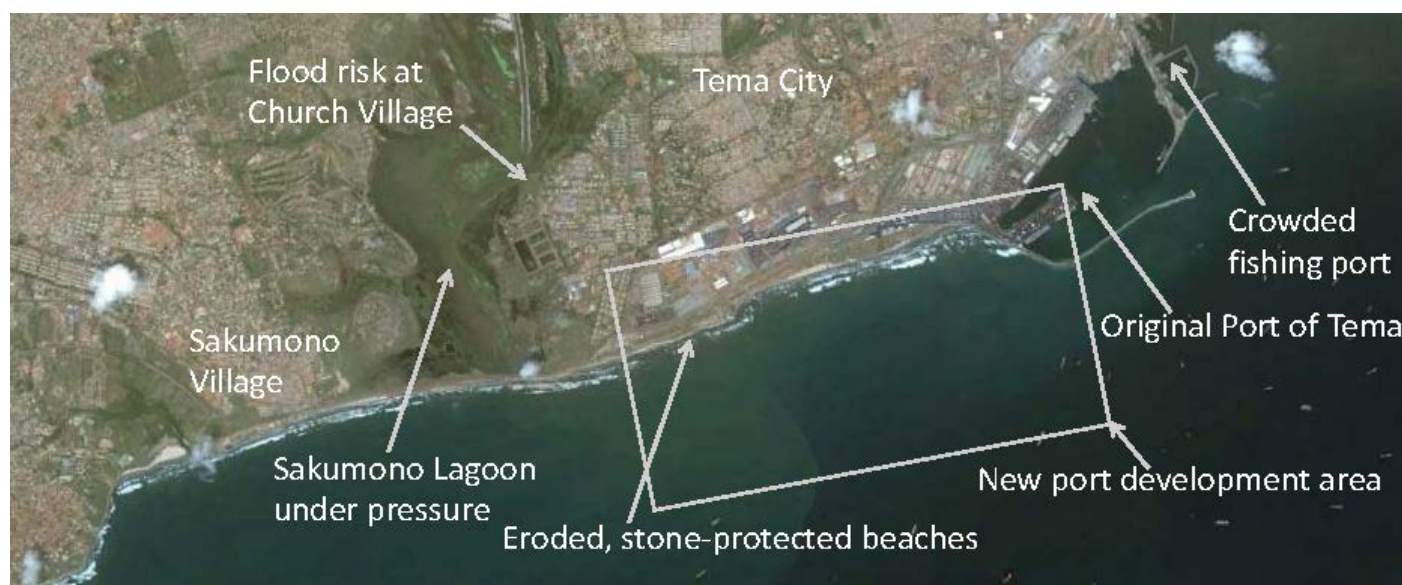 Flood risk at
Church Village
Tema City
Crowded
fishing port
Original Port of Tema
Sakumono
Village
Sakumono Lagoon
under pressure
New port development area
Eroded, stone-protected beaches